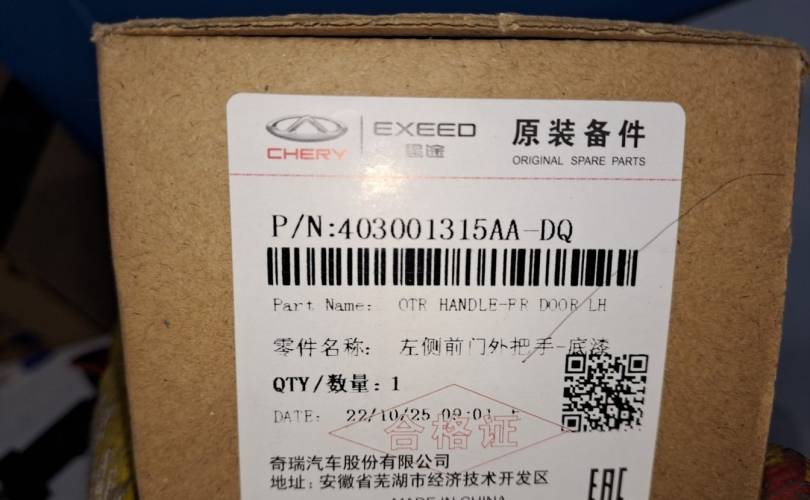 CHERY
EXEED
星途
原装备件
ORIGINAL SPARE PARTS
P/N:403001315AA-DQ
Part Name: OTR HANDLE-FR DOOR LH
零件名称: 左侧前门外把手-底漆
QTY/数量:1
DATE: 22/10/25
合格证
奇瑞汽车股份有限公司
地址:安徽省芜湖市经济技术开发区
MADE IN CHINA
EAC